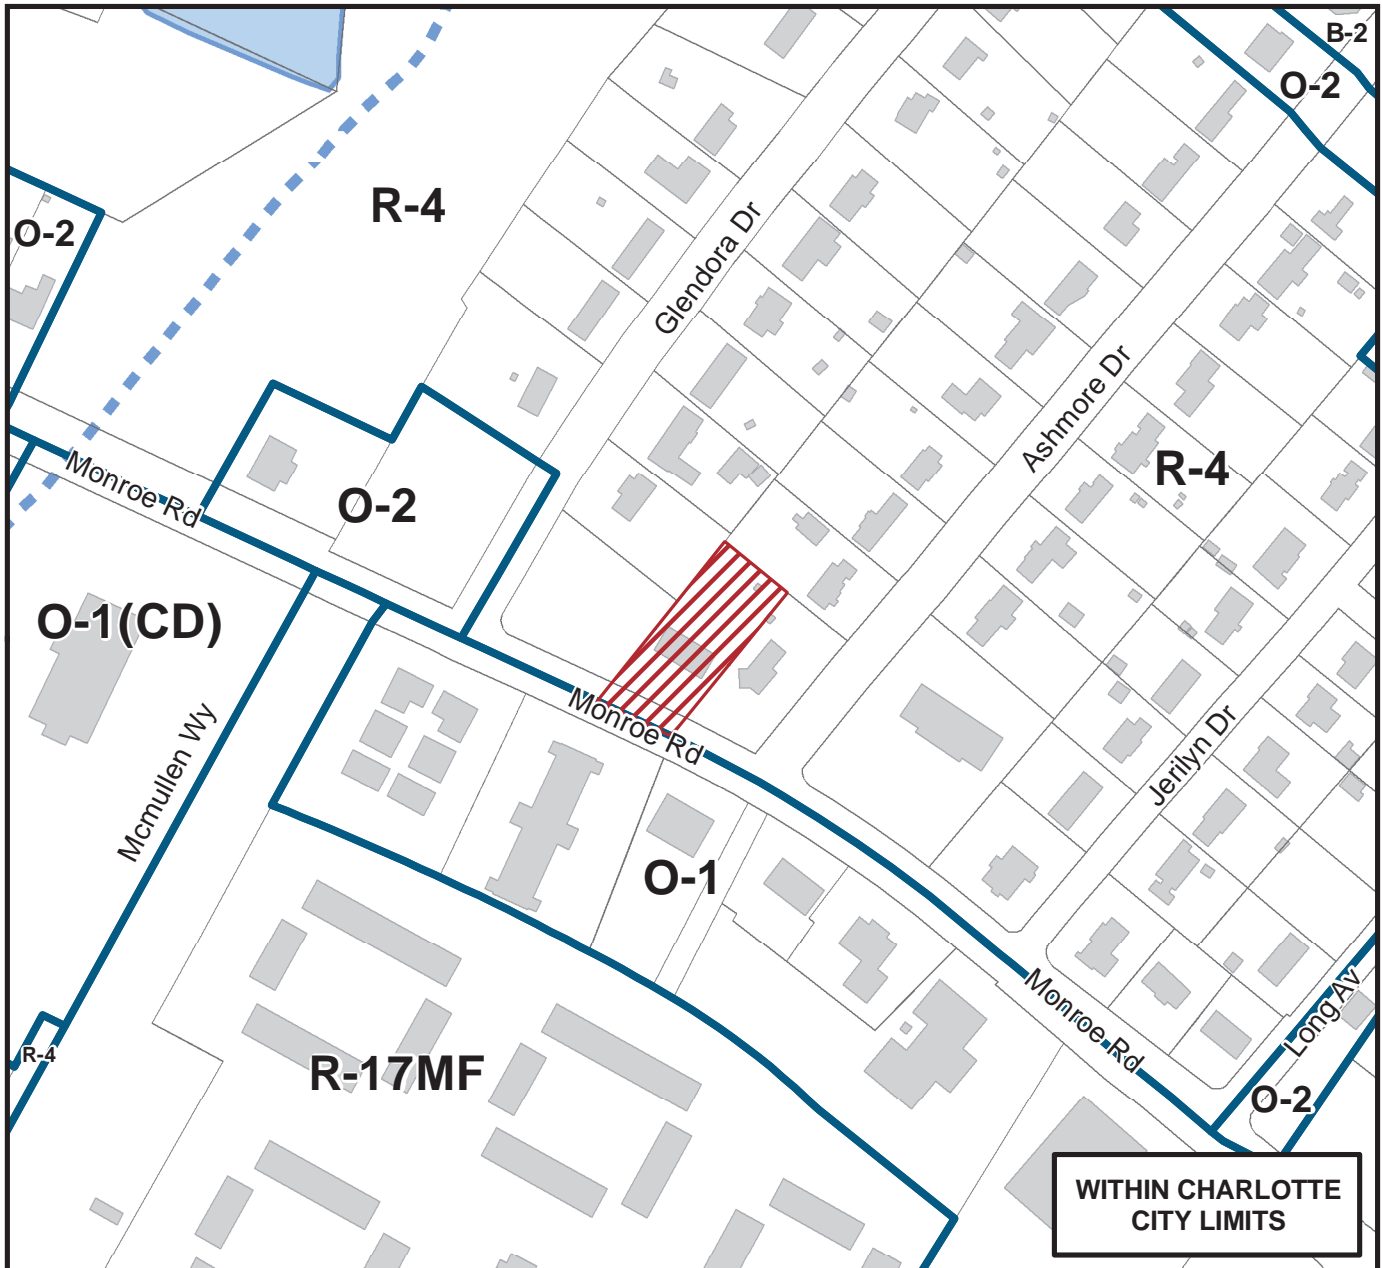 B-2
O-2
R-4
O-2
Glendora Dr
Ashmore Dr
R-4
Monroe Rd
O-2
O-1(CD)
Monroe Rd
Mcmullen Wy
Jerilyn Dr
O-1
Monroe Rd
Long Av
R-4
R-17MF
O-2
WITHIN CHARLOTTE
CITY LIMITS